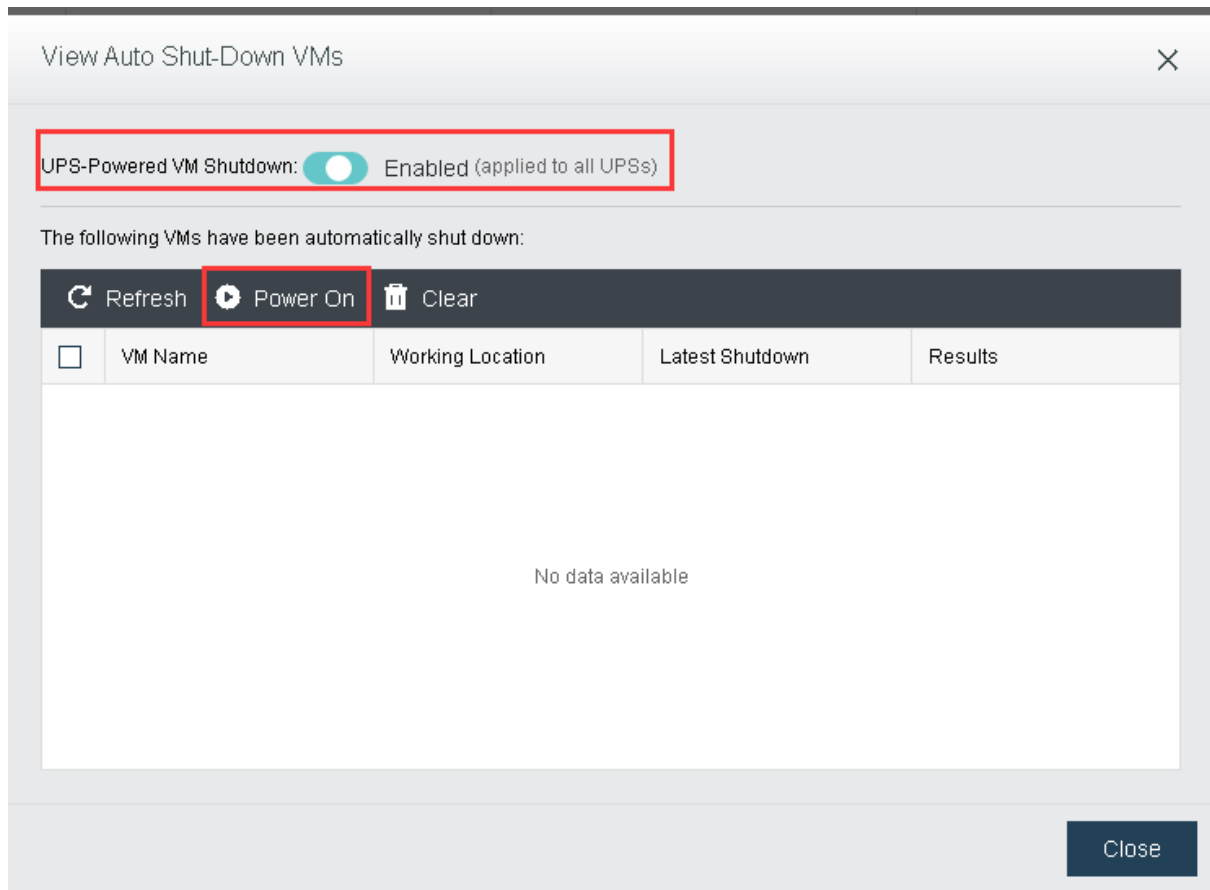 View Auto Shut-Down VMs
UPS-Powered VM Shutdown: Enabled (applied to all UPSs)
The following VMs have been automatically shut down:
Refresh Power On Clear
VM Name Working Location Latest Shutdown Results
No data available
Close